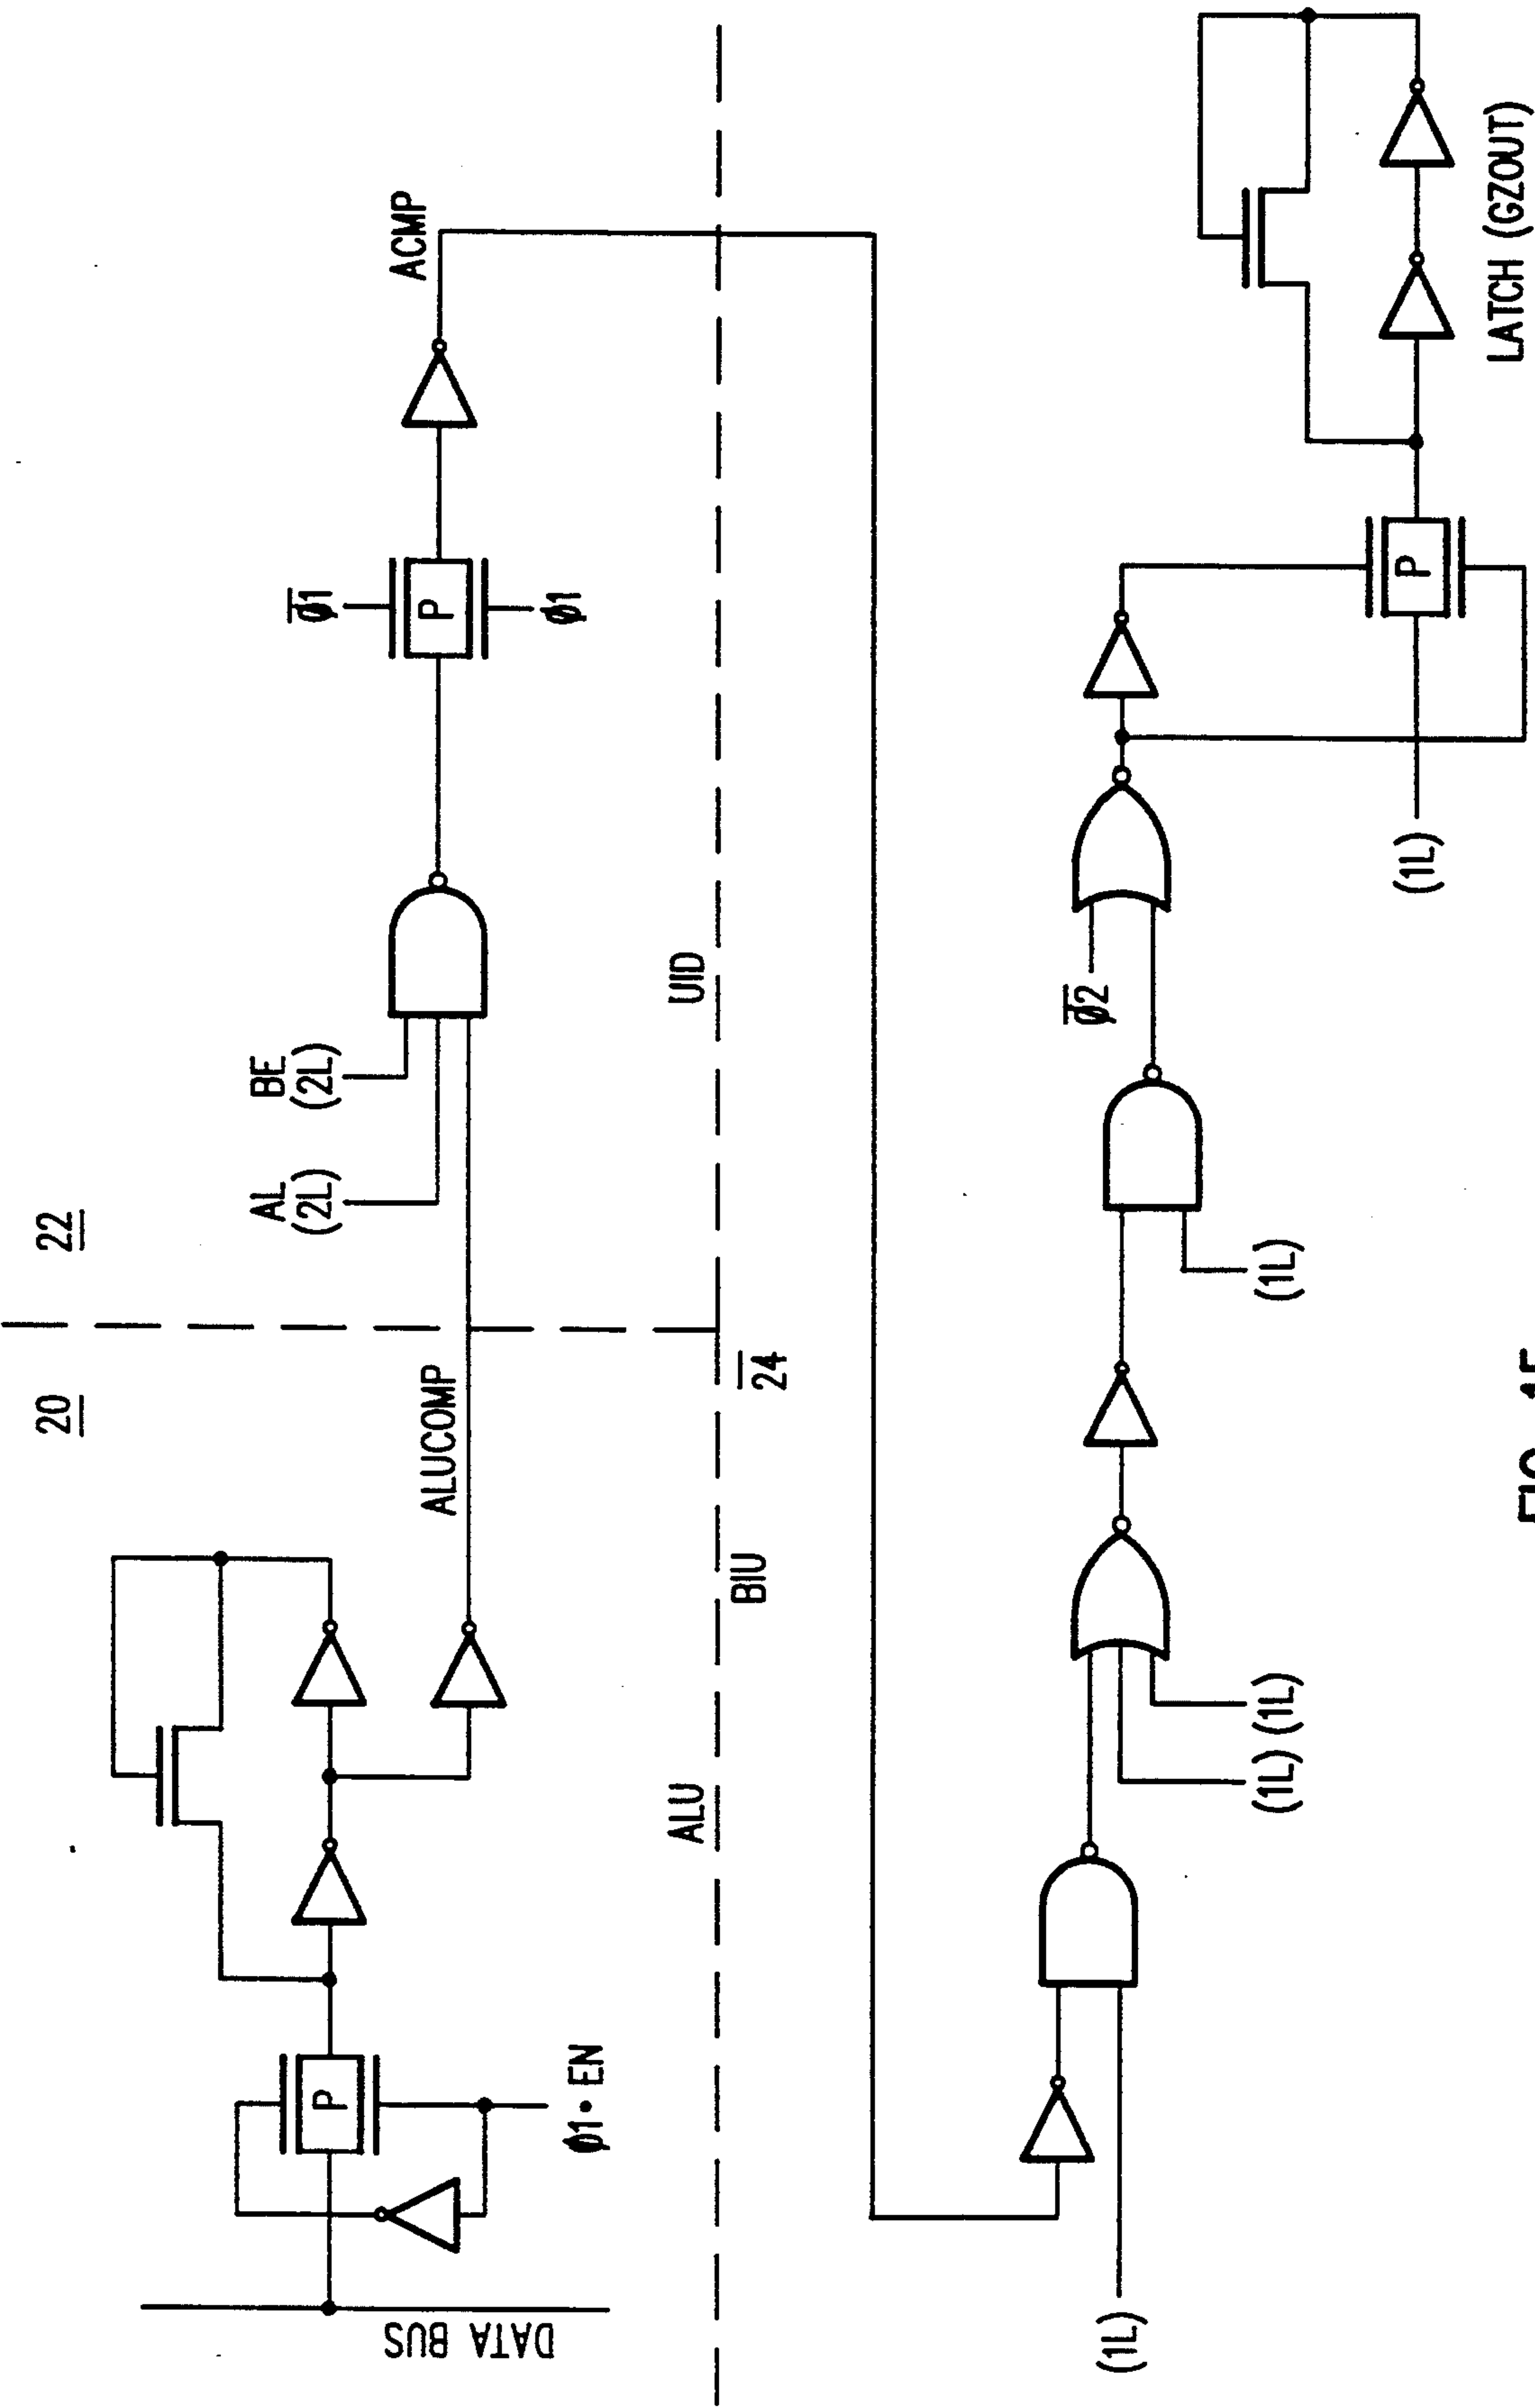 20
22
DATA BUS
P
φ1• EN
ALUCOMP
AL
(2L)
BE
(2L)
φ̅1̅
P
φ1
ACMP
ALU
UID
BIU
24
(1L)
(1L) (1L)
(1L)
φ̅2̅
(1L)
P
LATCH (GZOUT)